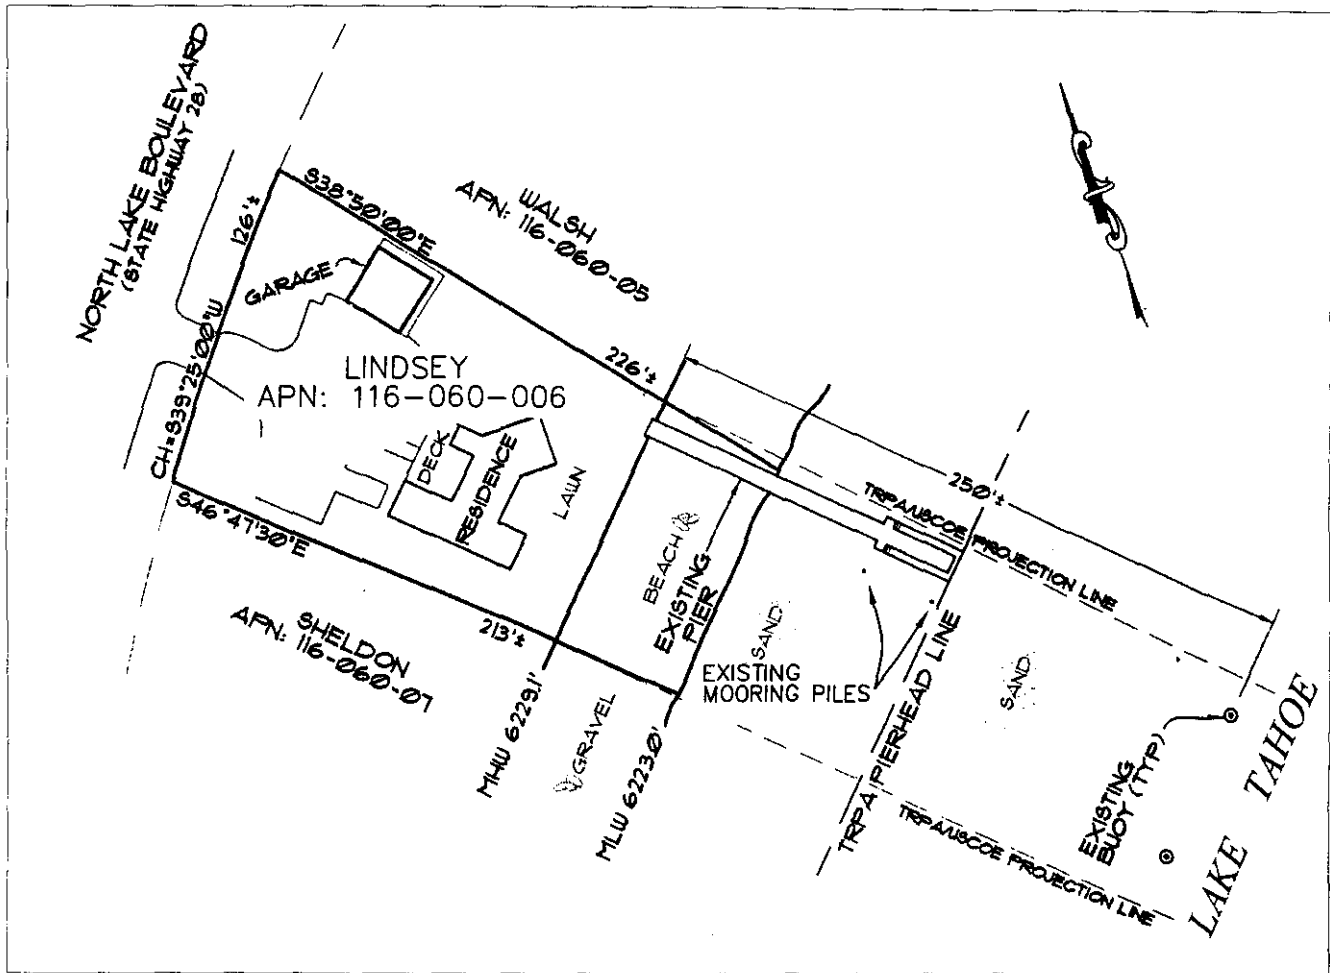 NORTH LAKE BOULEVARD
(STATE HIGHWAY 28)
126'±
S38°50'00"E
WALSH
APN: 116-060-05
GARAGE
CH=S39°25'00"W
LINDSEY
APN: 116-060-006
226'±
DECK
RESIDENCE
LAWN
S46°47'30"E
SHELDON
APN: 116-060-07
213'±
BEACH
EXISTING
PIER
SAND
250'±
TRPA/USCOE PROJECTION LINE
EXISTING
MOORING PILES
MHW 6229.1'
GRAVEL
MLW 6223.0'
TRPA PIERHEAD LINE
SAND
TRPA/USCOE PROJECTION LINE
EXISTING
BUOY (TYP)
LAKE TAHOE